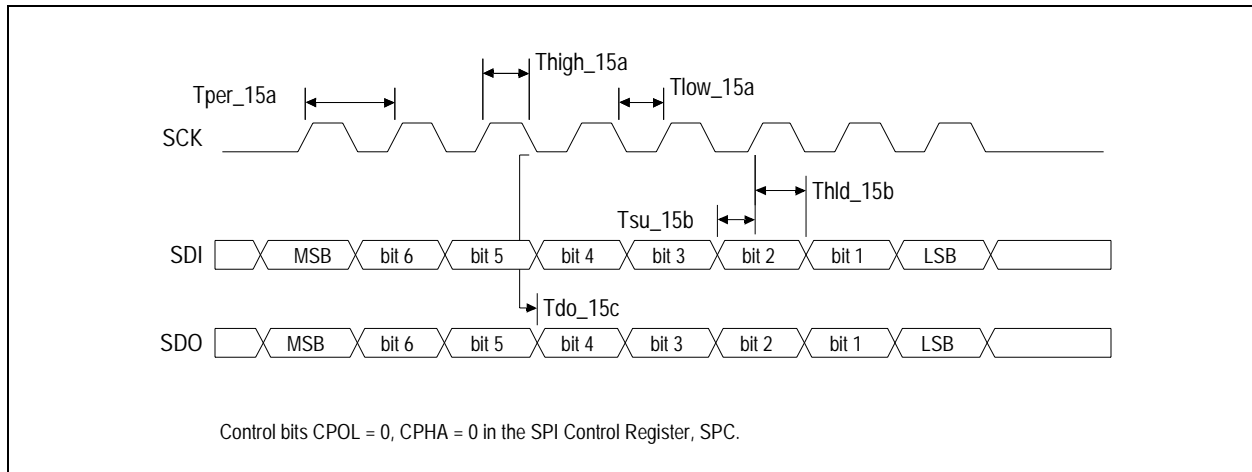 Thigh_15a
Tper_15a
Tlow_15a
SCK
Thld_15b
Tsu_15b
SDI MSB bit 6 bit 5 bit 4 bit 3 bit 2 bit 1 LSB
Tdo_15c
SDO MSB bit 6 bit 5 bit 4 bit 3 bit 2 bit 1 LSB
Control bits CPOL = 0, CPHA = 0 in the SPI Control Register, SPC.